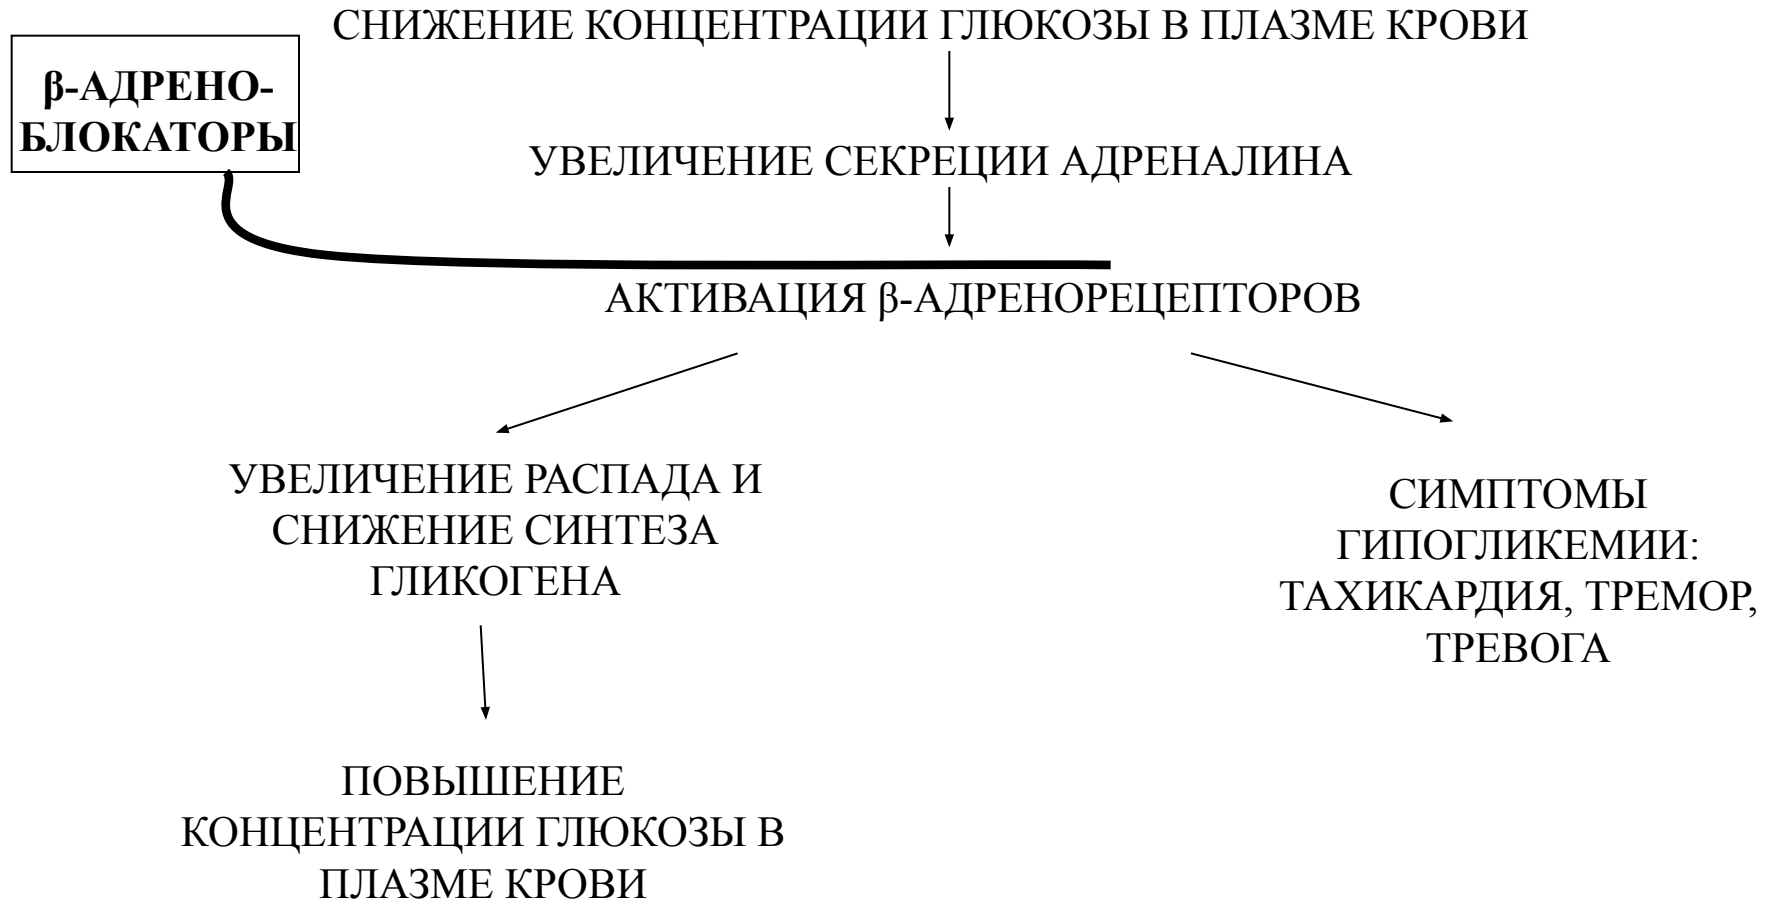 СНИЖЕНИЕ КОНЦЕНТРАЦИИ ГЛЮКОЗЫ В ПЛАЗМЕ КРОВИ
β-АДРЕНО-
БЛОКАТОРЫ
УВЕЛИЧЕНИЕ СЕКРЕЦИИ АДРЕНАЛИНА
АКТИВАЦИЯ β-АДРЕНОРЕЦЕПТОРОВ
УВЕЛИЧЕНИЕ РАСПАДА И
СНИЖЕНИЕ СИНТЕЗА
ГЛИКОГЕНА
СИМПТОМЫ
ГИПОГЛИКЕМИИ:
ТАХИКАРДИЯ, ТРЕМОР,
ТРЕВОГА
ПОВЫШЕНИЕ
КОНЦЕНТРАЦИИ ГЛЮКОЗЫ В
ПЛАЗМЕ КРОВИ